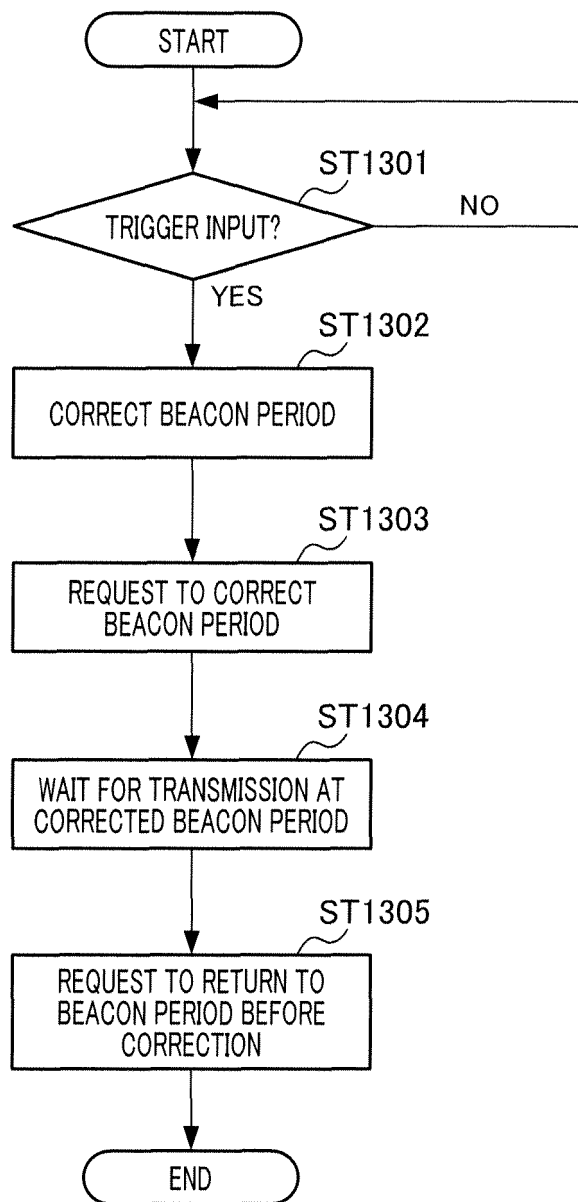 START
ST1301
TRIGGER INPUT?
NO
YES
ST1302
CORRECT BEACON PERIOD
ST1303
REQUEST TO CORRECT
BEACON PERIOD
ST1304
WAIT FOR TRANSMISSION AT
CORRECTED BEACON PERIOD
ST1305
REQUEST TO RETURN TO
BEACON PERIOD BEFORE
CORRECTION
END